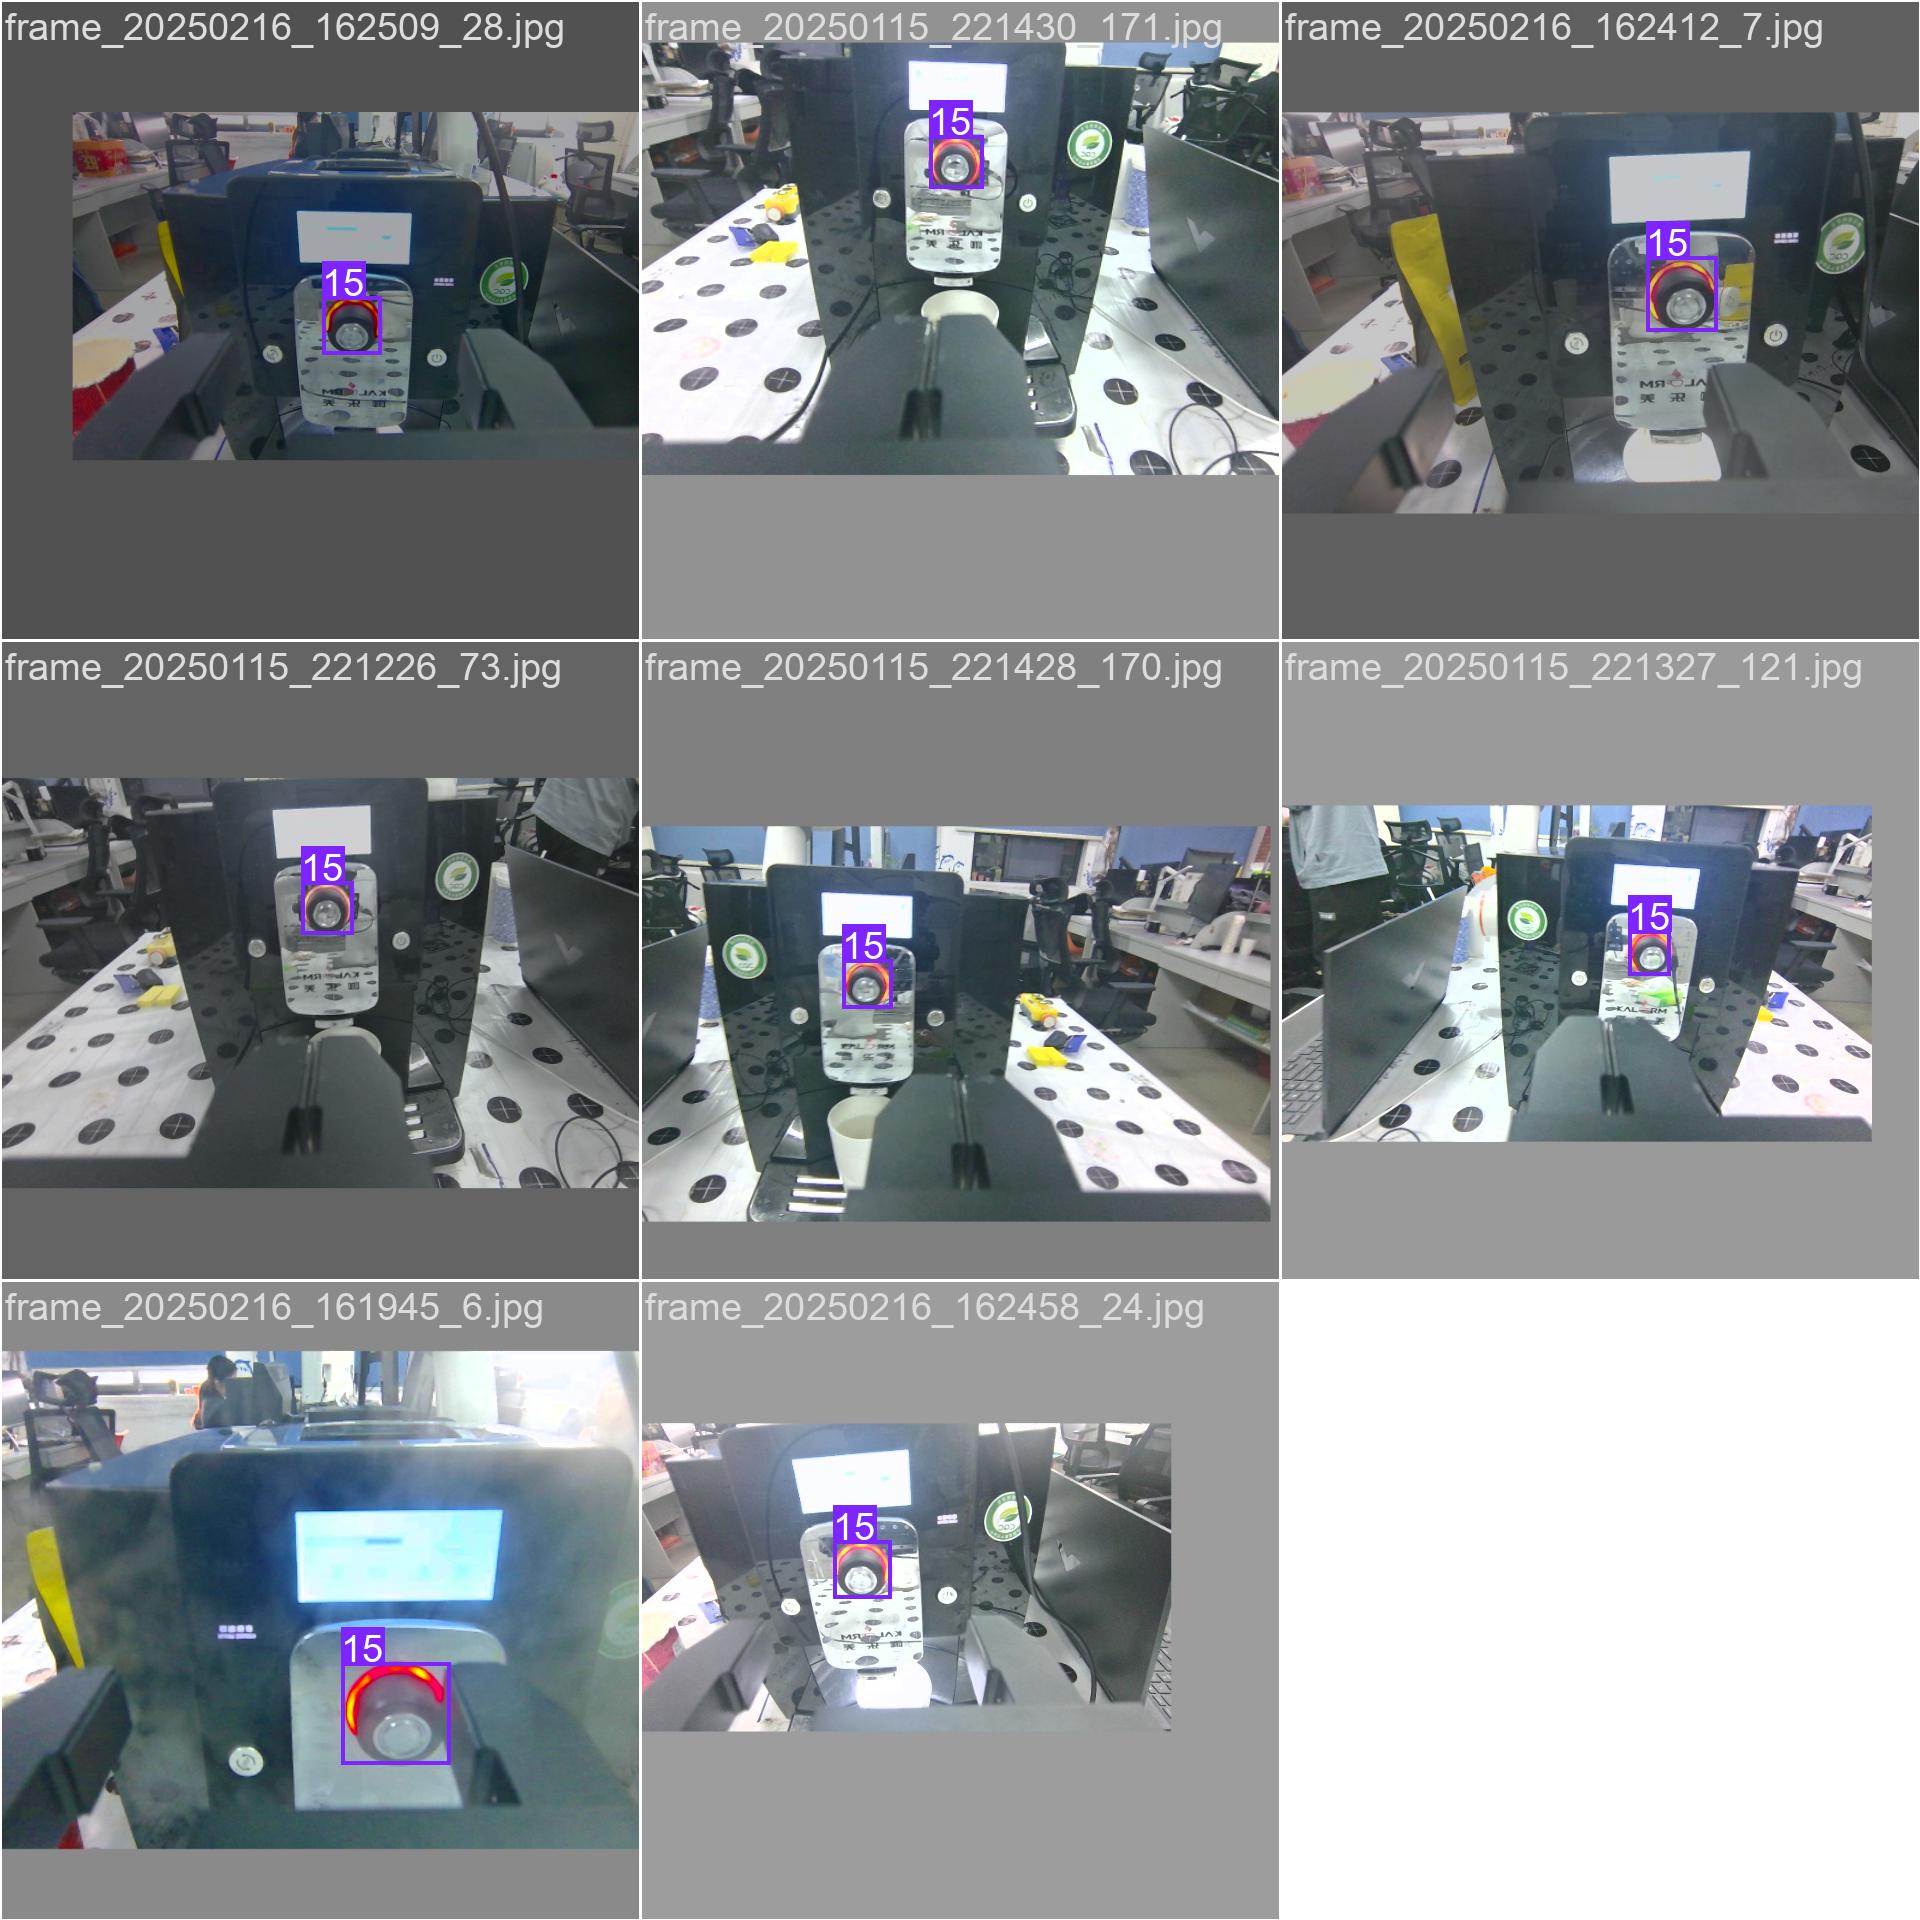 frame_20250216_162509_28.jpg
15
frame_20250115_221430_171.jpg
15
frame_20250216_162412_7.jpg
15
frame_20250115_221226_73.jpg
15
frame_20250115_221428_170.jpg
15
frame_20250115_221327_121.jpg
15
KALERM
frame_20250216_161945_6.jpg
15
frame_20250216_162458_24.jpg
15